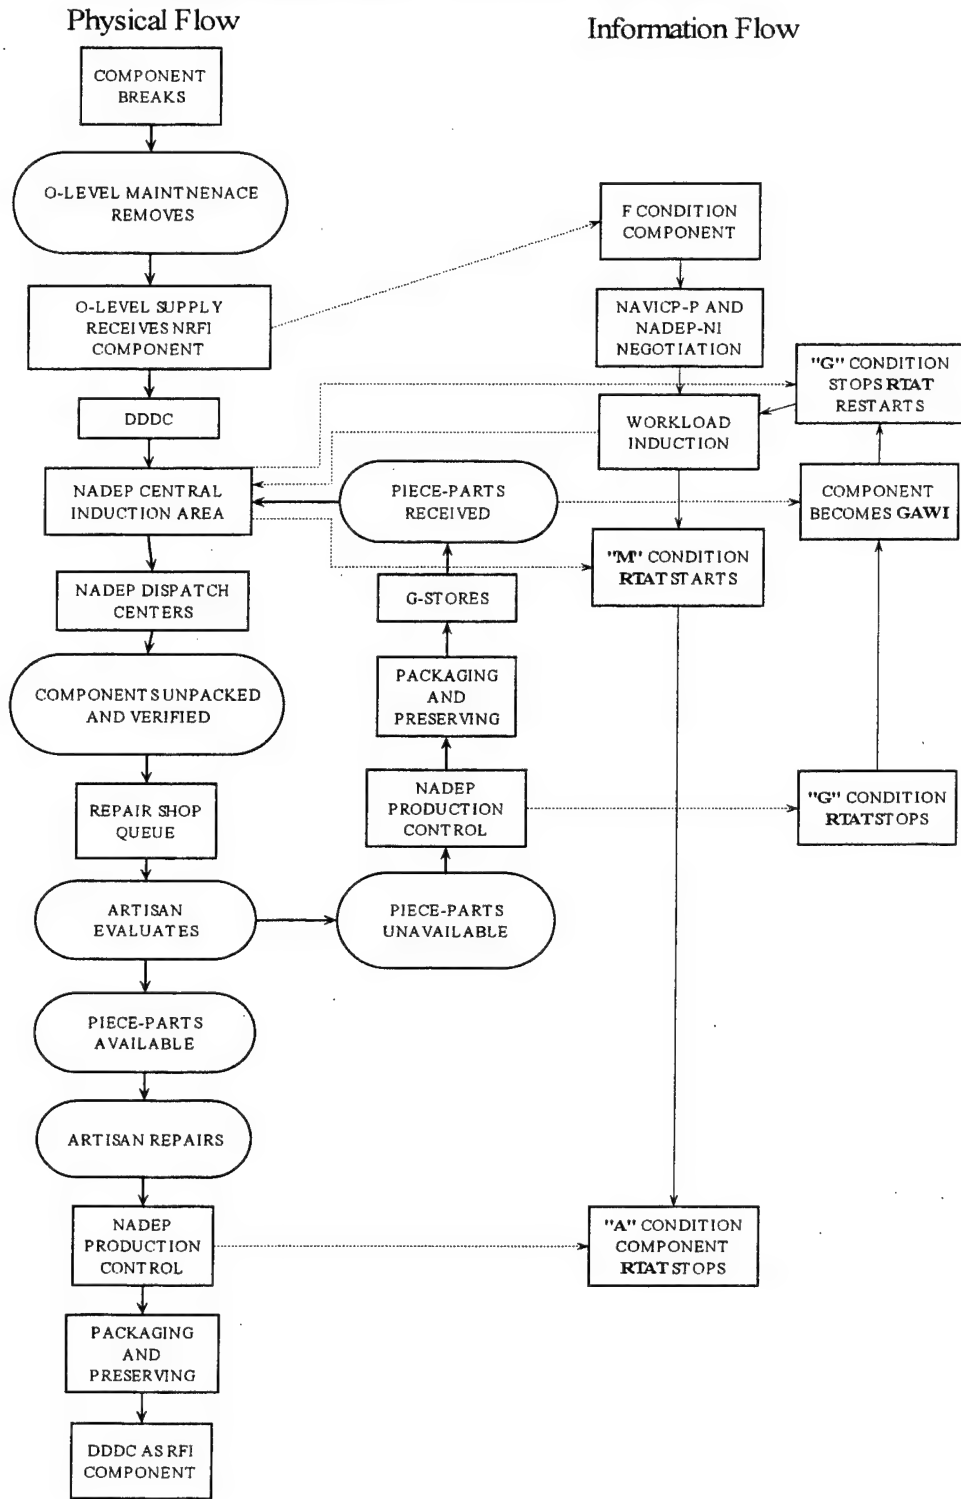 Physical Flow
Information Flow
COMPONENT
BREAKS
O-LEVEL MAINTNENACE
REMOVES
O-LEVEL SUPPLY
RECEIVES NRFI
COMPONENT
DDDC
NADEP CENTRAL
INDUCTION AREA
NADEP DISPATCH
CENTERS
COMPONENTS UNPACKED
AND VERIFIED
REPAIR SHOP
QUEUE
ARTISAN
EVALUATES
PIECE-PARTS
AVAILABLE
ARTISAN REPAIRS
NADEP
PRODUCTION
CONTROL
PACKAGING
AND
PRESERVING
DDDC AS RFI
COMPONENT
PIECE-PARTS
RECEIVED
G-STORES
PACKAGING
AND
PRESERVING
NADEP
PRODUCTION
CONTROL
PIECE-PARTS
UNAVAILABLE
F CONDITION
COMPONENT
NAVICP-P AND
NADEP-NI
NEGOTIATION
WORKLOAD
INDUCTION
"M" CONDITION
RTAT STARTS
"A" CONDITION
COMPONENT
RTAT STOPS
"G" CONDITION
STOPS RTAT
RESTARTS
COMPONENT
BECOMES GAWI
"G" CONDITION
RTAT STOPS